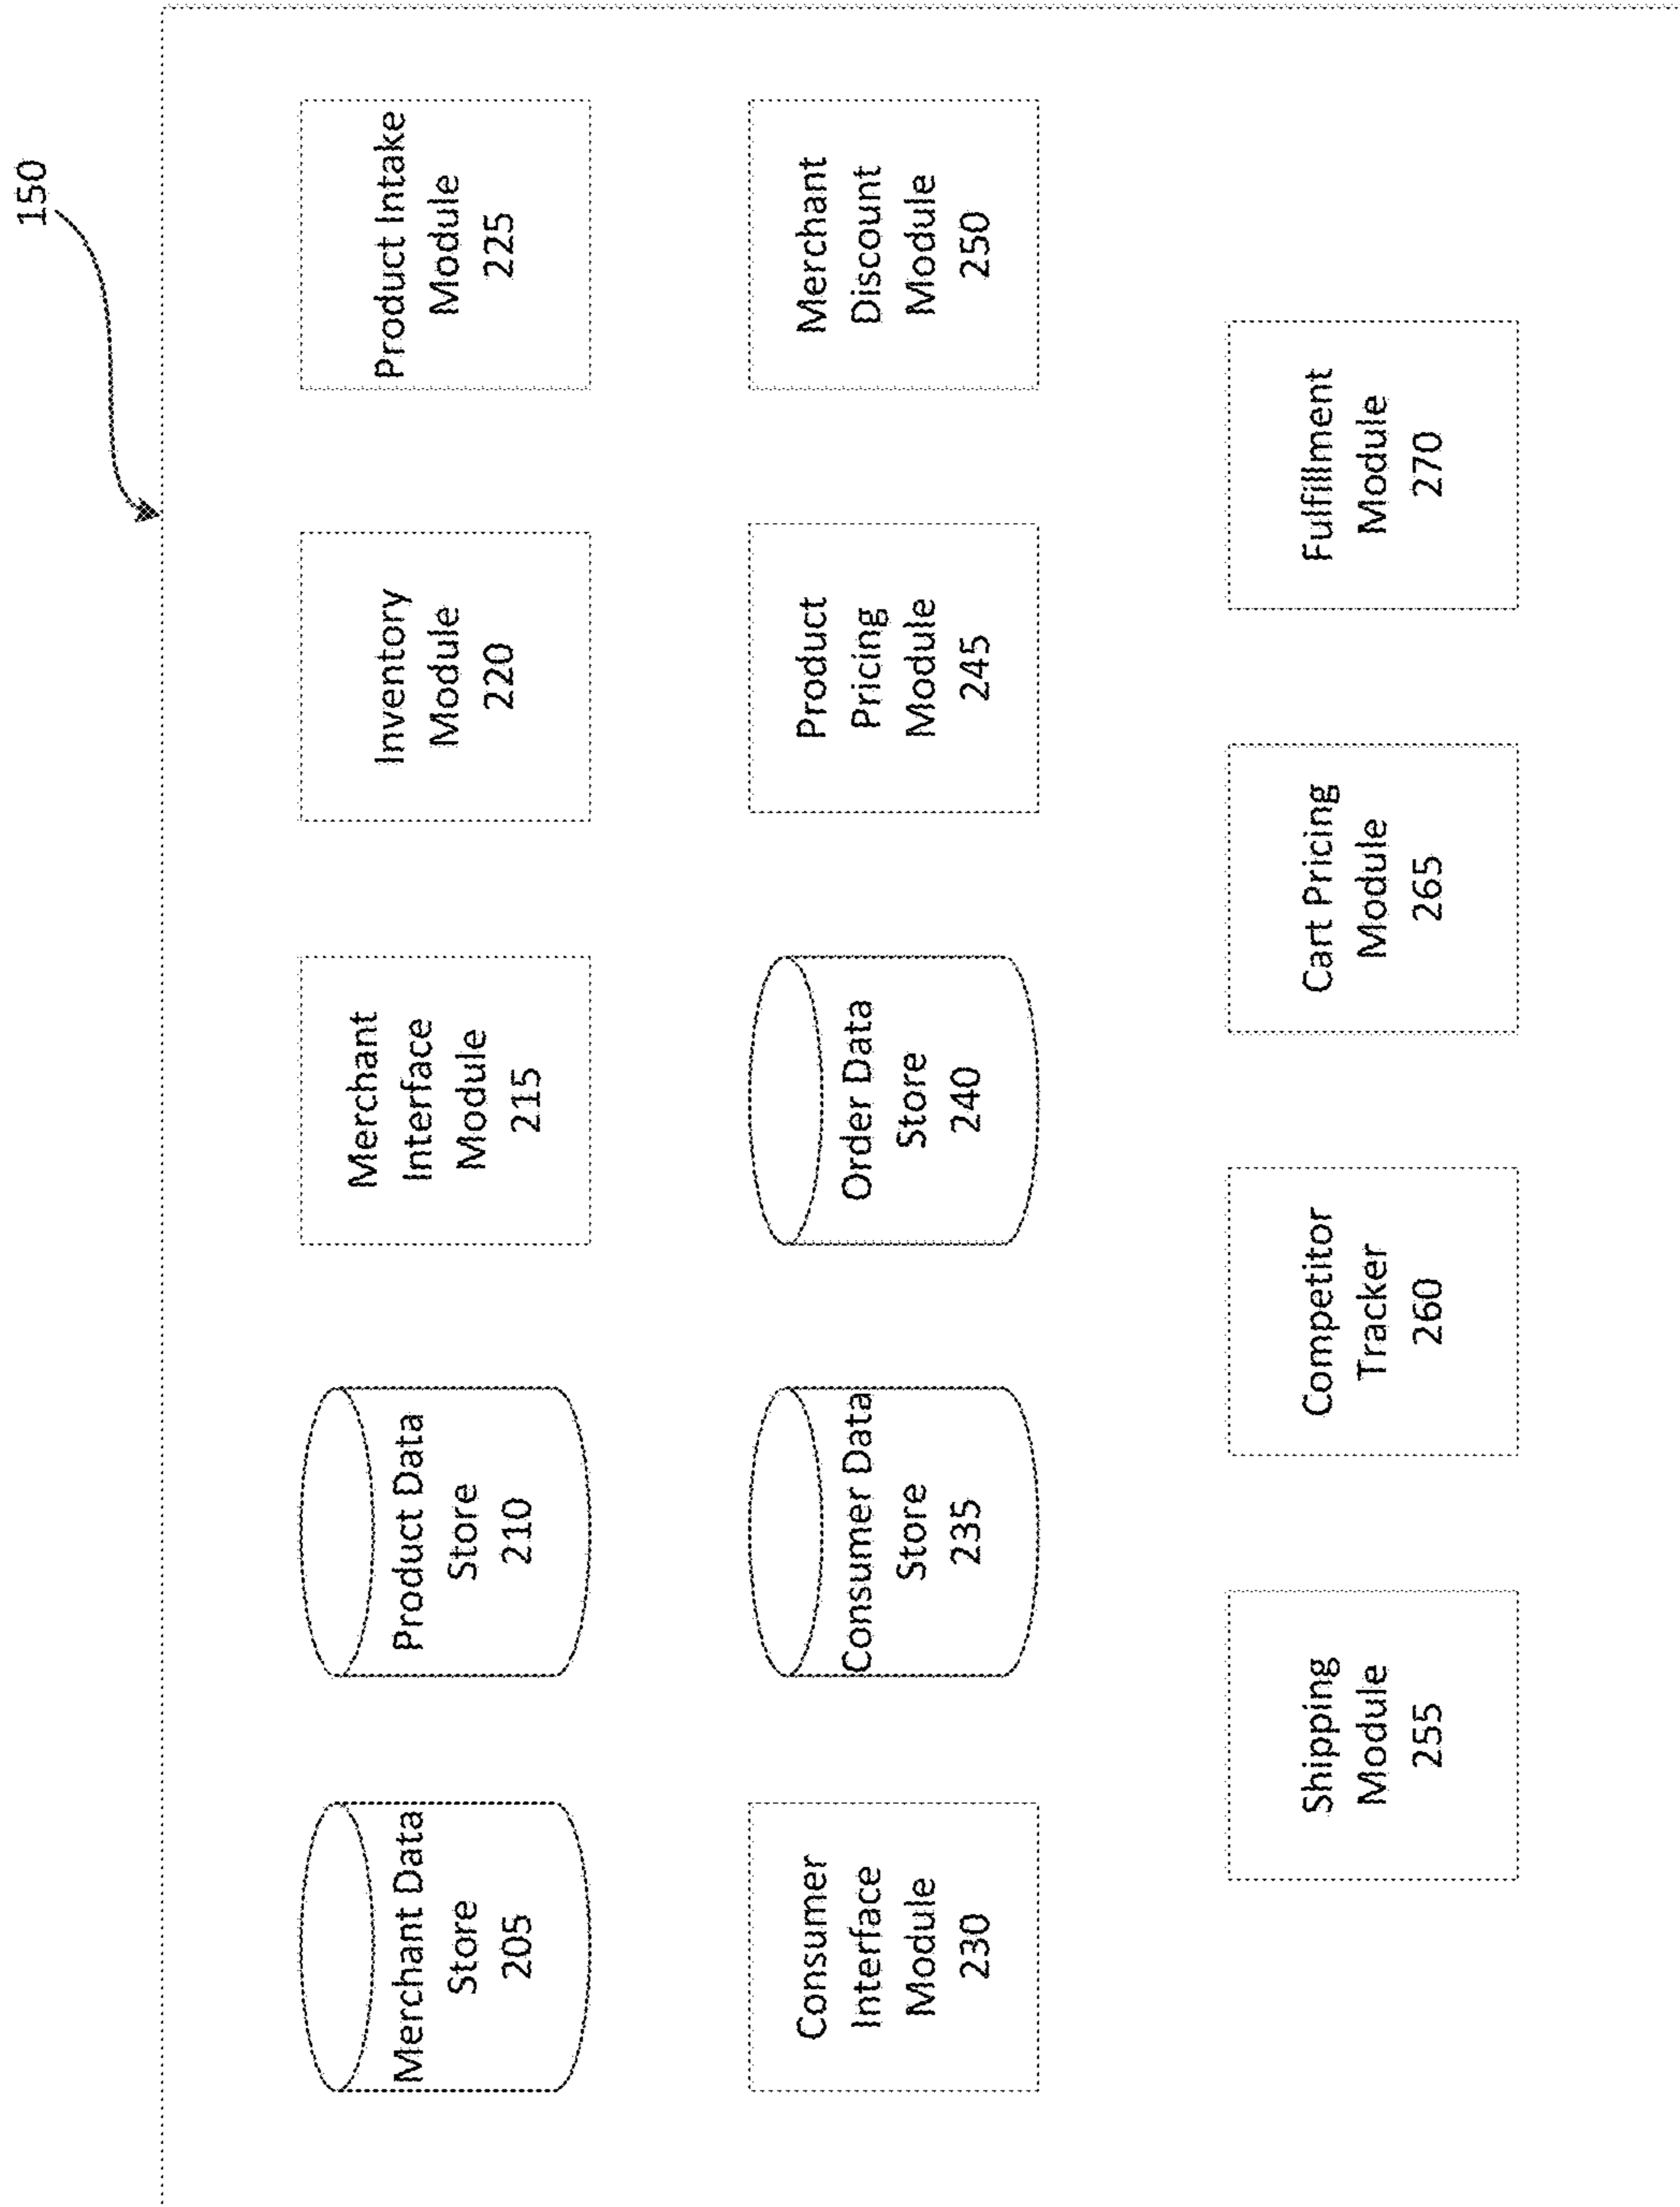 150
Merchant Data
Store
205
Product Data
Store
210
Merchant
Interface
Module
215
Inventory
Module
220
Product Intake
Module
225
Consumer
Interface
Module
230
Consumer Data
Store
235
Order Data
Store
240
Product
Pricing
Module
245
Merchant
Discount
Module
250
Shipping
Module
255
Competitor
Tracker
260
Cart Pricing
Module
265
Fulfillment
Module
270